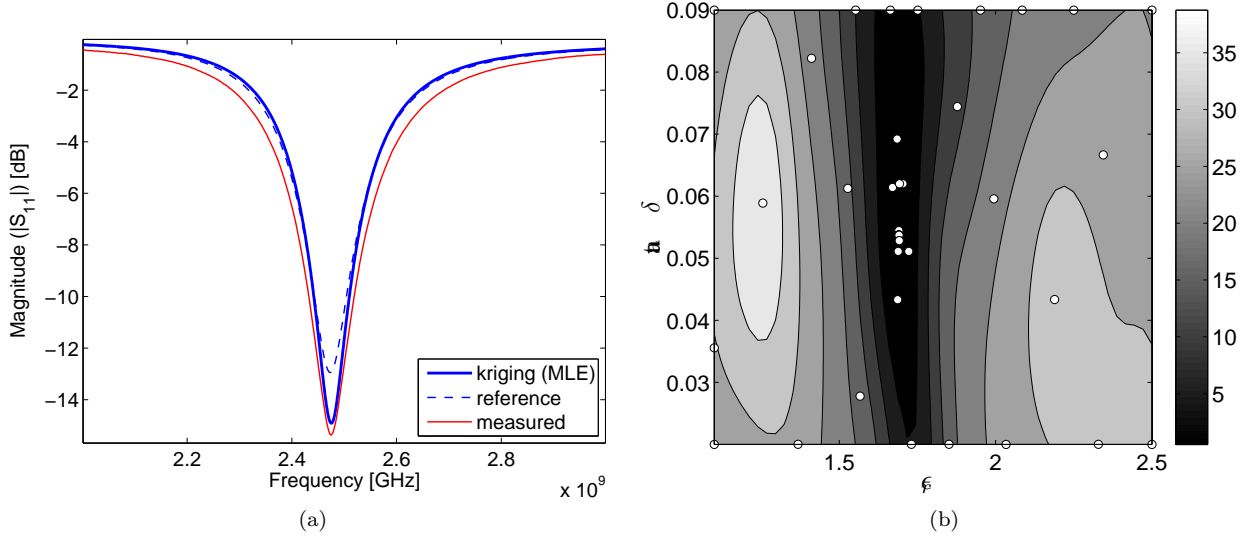 −2
−4
−6
−8
−10
−12
−14
Magnitude (|S11|) [dB]
2.2 2.4 2.6 2.8
Frequency [GHz]
x 10^9
kriging (MLE)
reference
measured
(a)
0.09
0.08
0.07
0.06
0.05
0.04
0.03
tan δ
1.5 2 2.5
ϵr
35
30
25
20
15
10
5
(b)